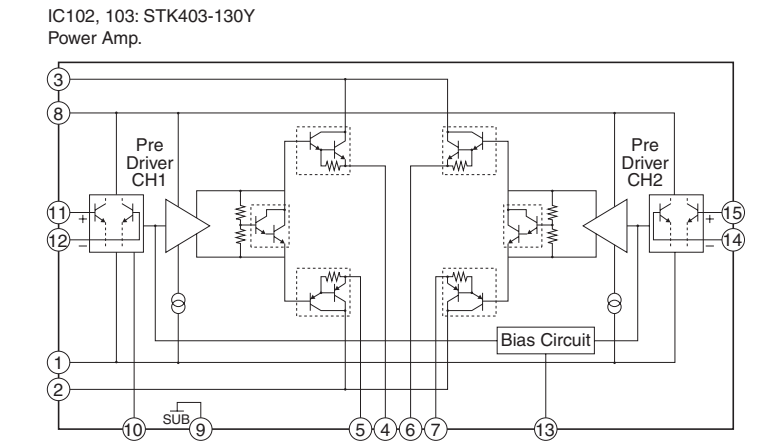 IC102, 103: STK403-130Y
Power Amp.
3
8
Pre
Driver
CH1
Pre
Driver
CH2
11
+
15
+
12
−
14
−
Bias Circuit
1
2
SUB
10
9
5
4
6
7
13